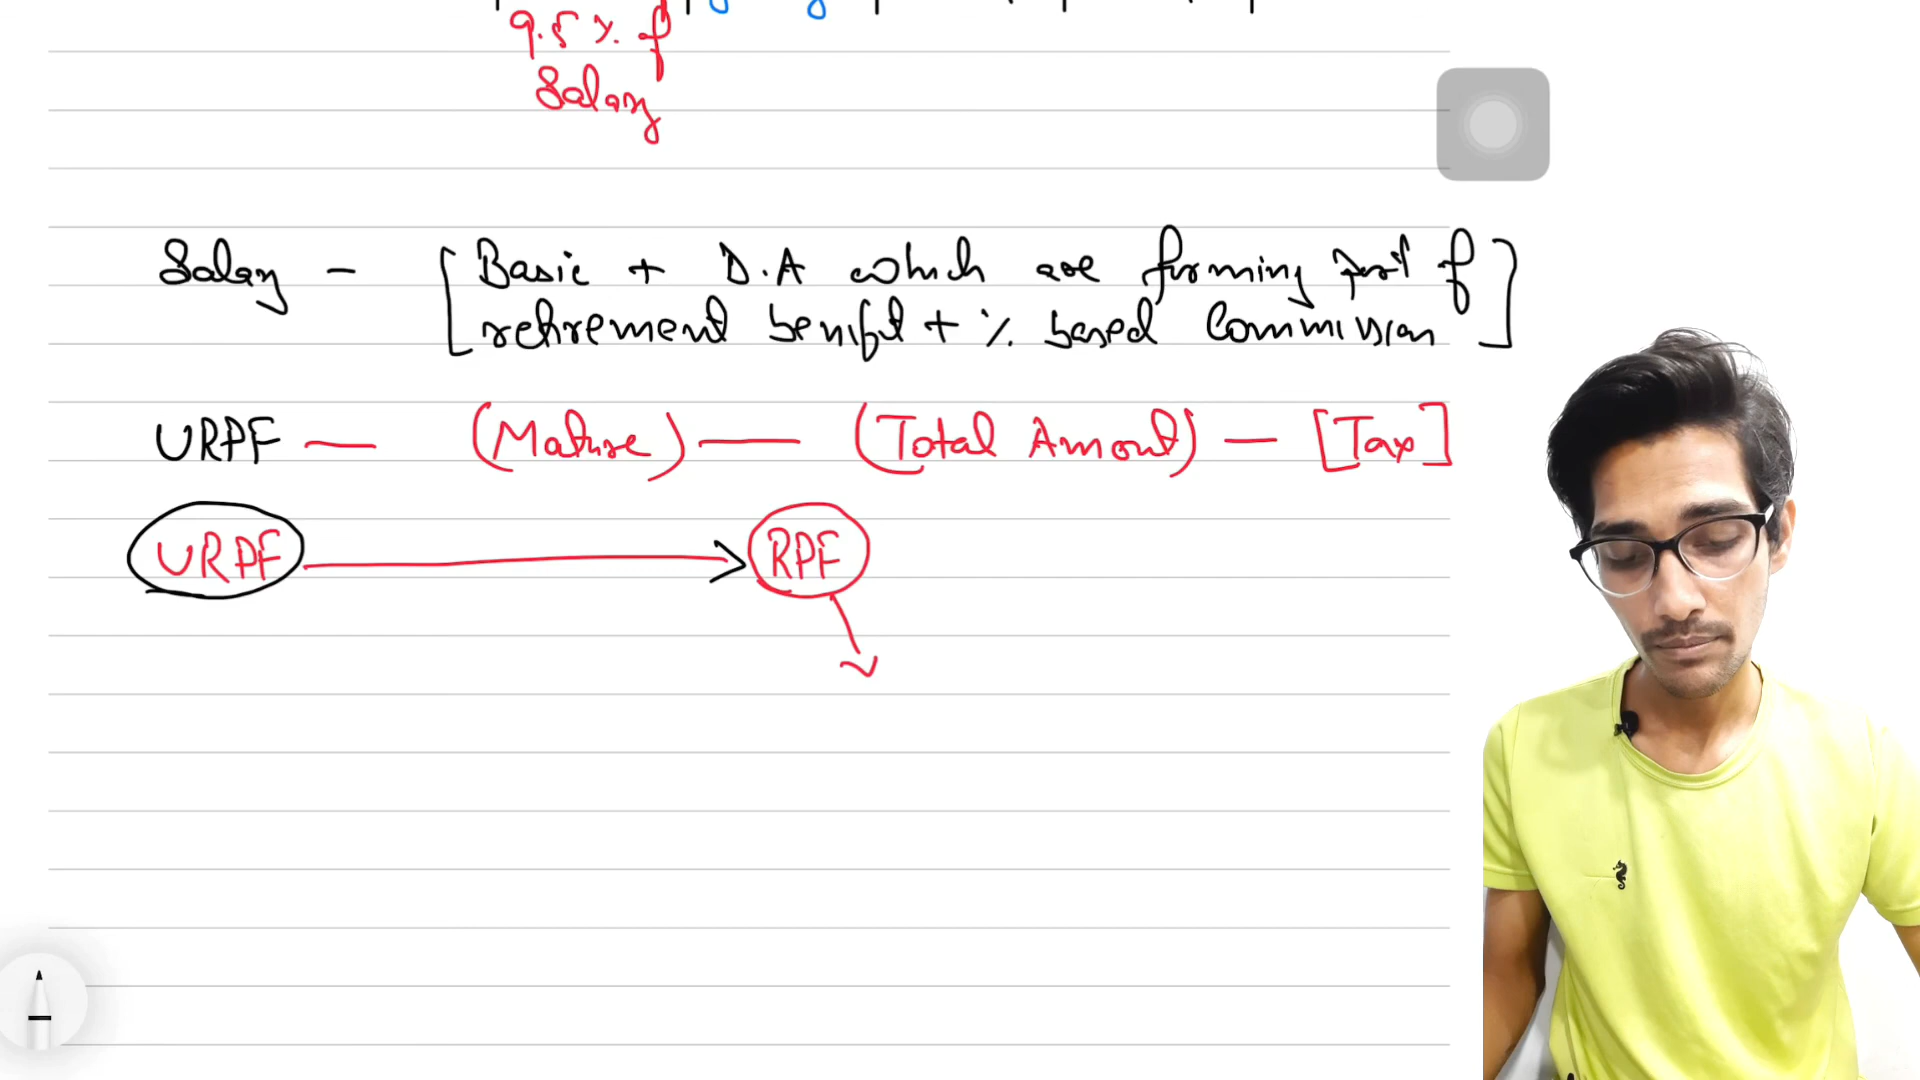 9.5 % of
Salary
Salary - [Basic + D.A which are forming part of
retirement benifit + % based Commission]
URPF — (Mature) — (Total Amount) — [Tax]
URPF → RPF